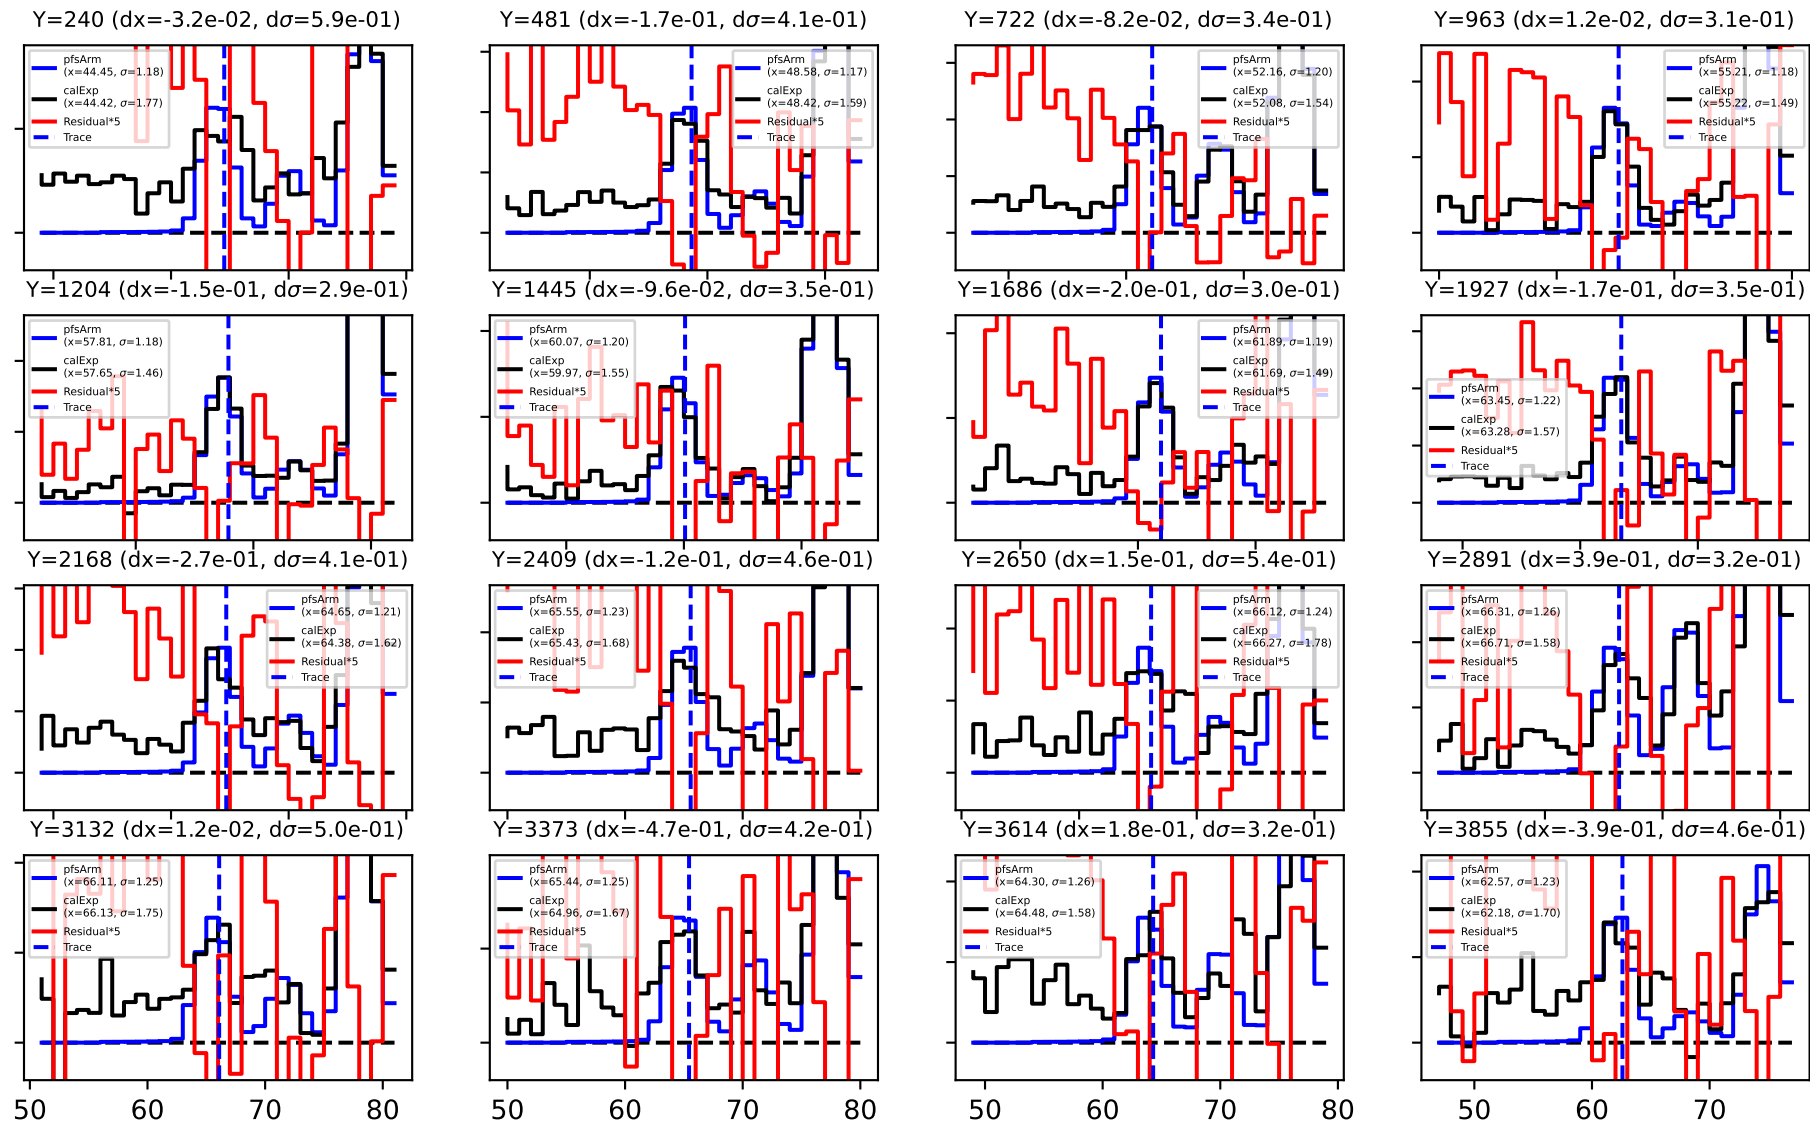 Y=240 (dx=-3.2e-02, dσ=5.9e-01)
pfsArm
(x=44.45, σ=1.18)
calExp
(x=44.42, σ=1.77)
Residual*5
Trace
Y=481 (dx=-1.7e-01, dσ=4.1e-01)
pfsArm
(x=48.58, σ=1.17)
calExp
(x=48.42, σ=1.59)
Residual*5
Trace
Y=722 (dx=-8.2e-02, dσ=3.4e-01)
pfsArm
(x=52.16, σ=1.20)
calExp
(x=52.08, σ=1.54)
Residual*5
Trace
Y=963 (dx=1.2e-02, dσ=3.1e-01)
pfsArm
(x=55.21, σ=1.18)
calExp
(x=55.22, σ=1.49)
Residual*5
Trace
Y=1204 (dx=-1.5e-01, dσ=2.9e-01)
pfsArm
(x=57.81, σ=1.18)
calExp
(x=57.65, σ=1.46)
Residual*5
Trace
Y=1445 (dx=-9.6e-02, dσ=3.5e-01)
pfsArm
(x=60.07, σ=1.20)
calExp
(x=59.97, σ=1.55)
Residual*5
Trace
Y=1686 (dx=-2.0e-01, dσ=3.0e-01)
pfsArm
(x=61.89, σ=1.19)
calExp
(x=61.69, σ=1.49)
Residual*5
Trace
Y=1927 (dx=-1.7e-01, dσ=3.5e-01)
pfsArm
(x=63.45, σ=1.22)
calExp
(x=63.28, σ=1.57)
Residual*5
Trace
Y=2168 (dx=-2.7e-01, dσ=4.1e-01)
pfsArm
(x=64.65, σ=1.21)
calExp
(x=64.38, σ=1.62)
Residual*5
Trace
Y=2409 (dx=-1.2e-01, dσ=4.6e-01)
pfsArm
(x=65.55, σ=1.23)
calExp
(x=65.43, σ=1.68)
Residual*5
Trace
Y=2650 (dx=1.5e-01, dσ=5.4e-01)
pfsArm
(x=66.12, σ=1.24)
calExp
(x=66.27, σ=1.78)
Residual*5
Trace
Y=2891 (dx=3.9e-01, dσ=3.2e-01)
pfsArm
(x=66.31, σ=1.26)
calExp
(x=66.71, σ=1.58)
Residual*5
Trace
Y=3132 (dx=1.2e-02, dσ=5.0e-01)
pfsArm
(x=66.11, σ=1.25)
calExp
(x=66.13, σ=1.75)
Residual*5
Trace
50 60 70 80
Y=3373 (dx=-4.7e-01, dσ=4.2e-01)
pfsArm
(x=65.44, σ=1.25)
calExp
(x=64.96, σ=1.67)
Residual*5
Trace
50 60 70 80
Y=3614 (dx=1.8e-01, dσ=3.2e-01)
pfsArm
(x=64.30, σ=1.26)
calExp
(x=64.48, σ=1.58)
Residual*5
Trace
50 60 70 80
Y=3855 (dx=-3.9e-01, dσ=4.6e-01)
pfsArm
(x=62.57, σ=1.23)
calExp
(x=62.18, σ=1.70)
Residual*5
Trace
50 60 70